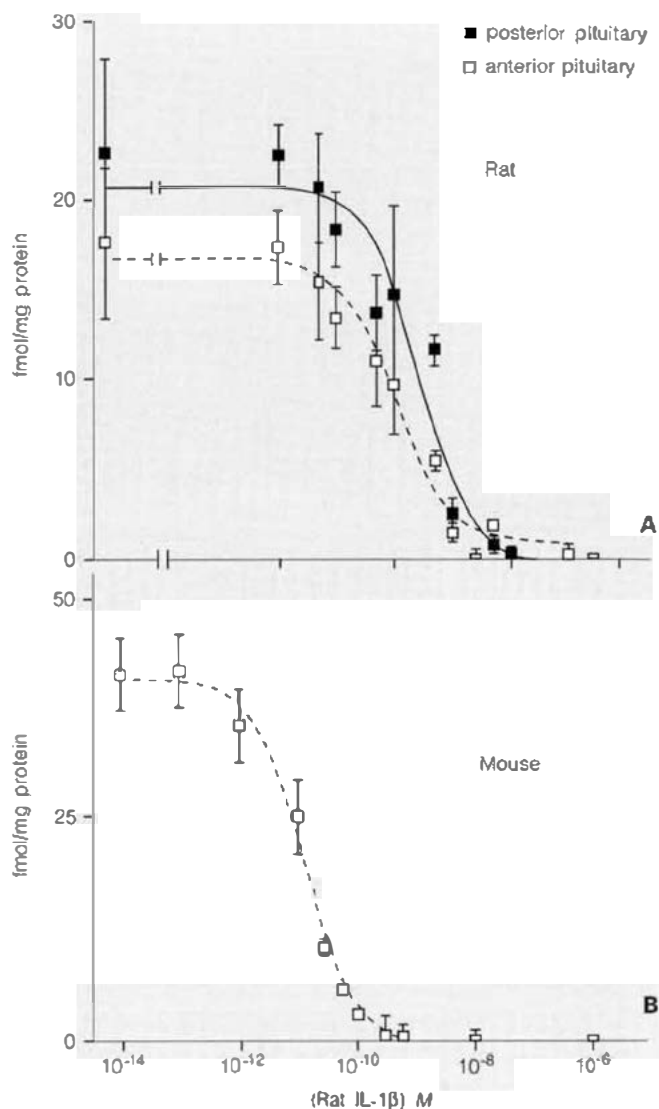 30
■ posterior pituitary
□ anterior pituitary
Rat
20
fmol/mg protein
10
A
0
50
Mouse
fmol/mg protein
25
B
0
10⁻¹⁴ 10⁻¹² 10⁻¹⁰ 10⁻⁸ 10⁻⁶
(Rat IL-1β) M